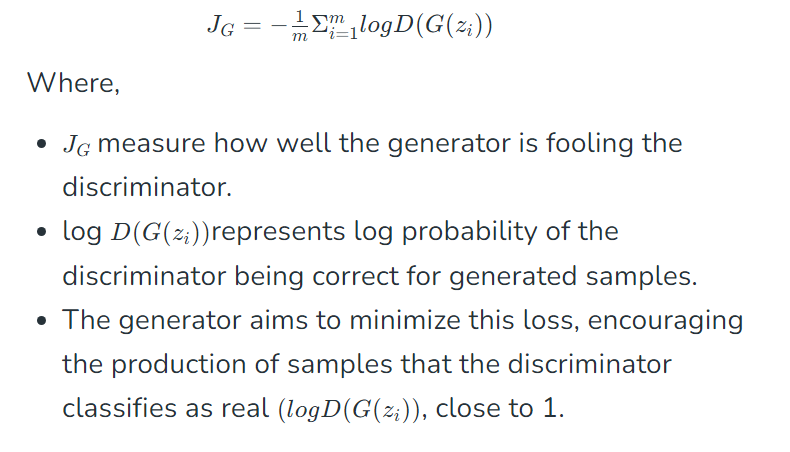 J_G = −\frac{1}{m}Σ^m_{i=1}logD(G(z_i))
Where,
• J_G measure how well the generator is fooling the
discriminator.
• log D(G(z_i))represents log probability of the
discriminator being correct for generated samples.
• The generator aims to minimize this loss, encouraging
the production of samples that the discriminator
classifies as real (logD(G(z_i)), close to 1.